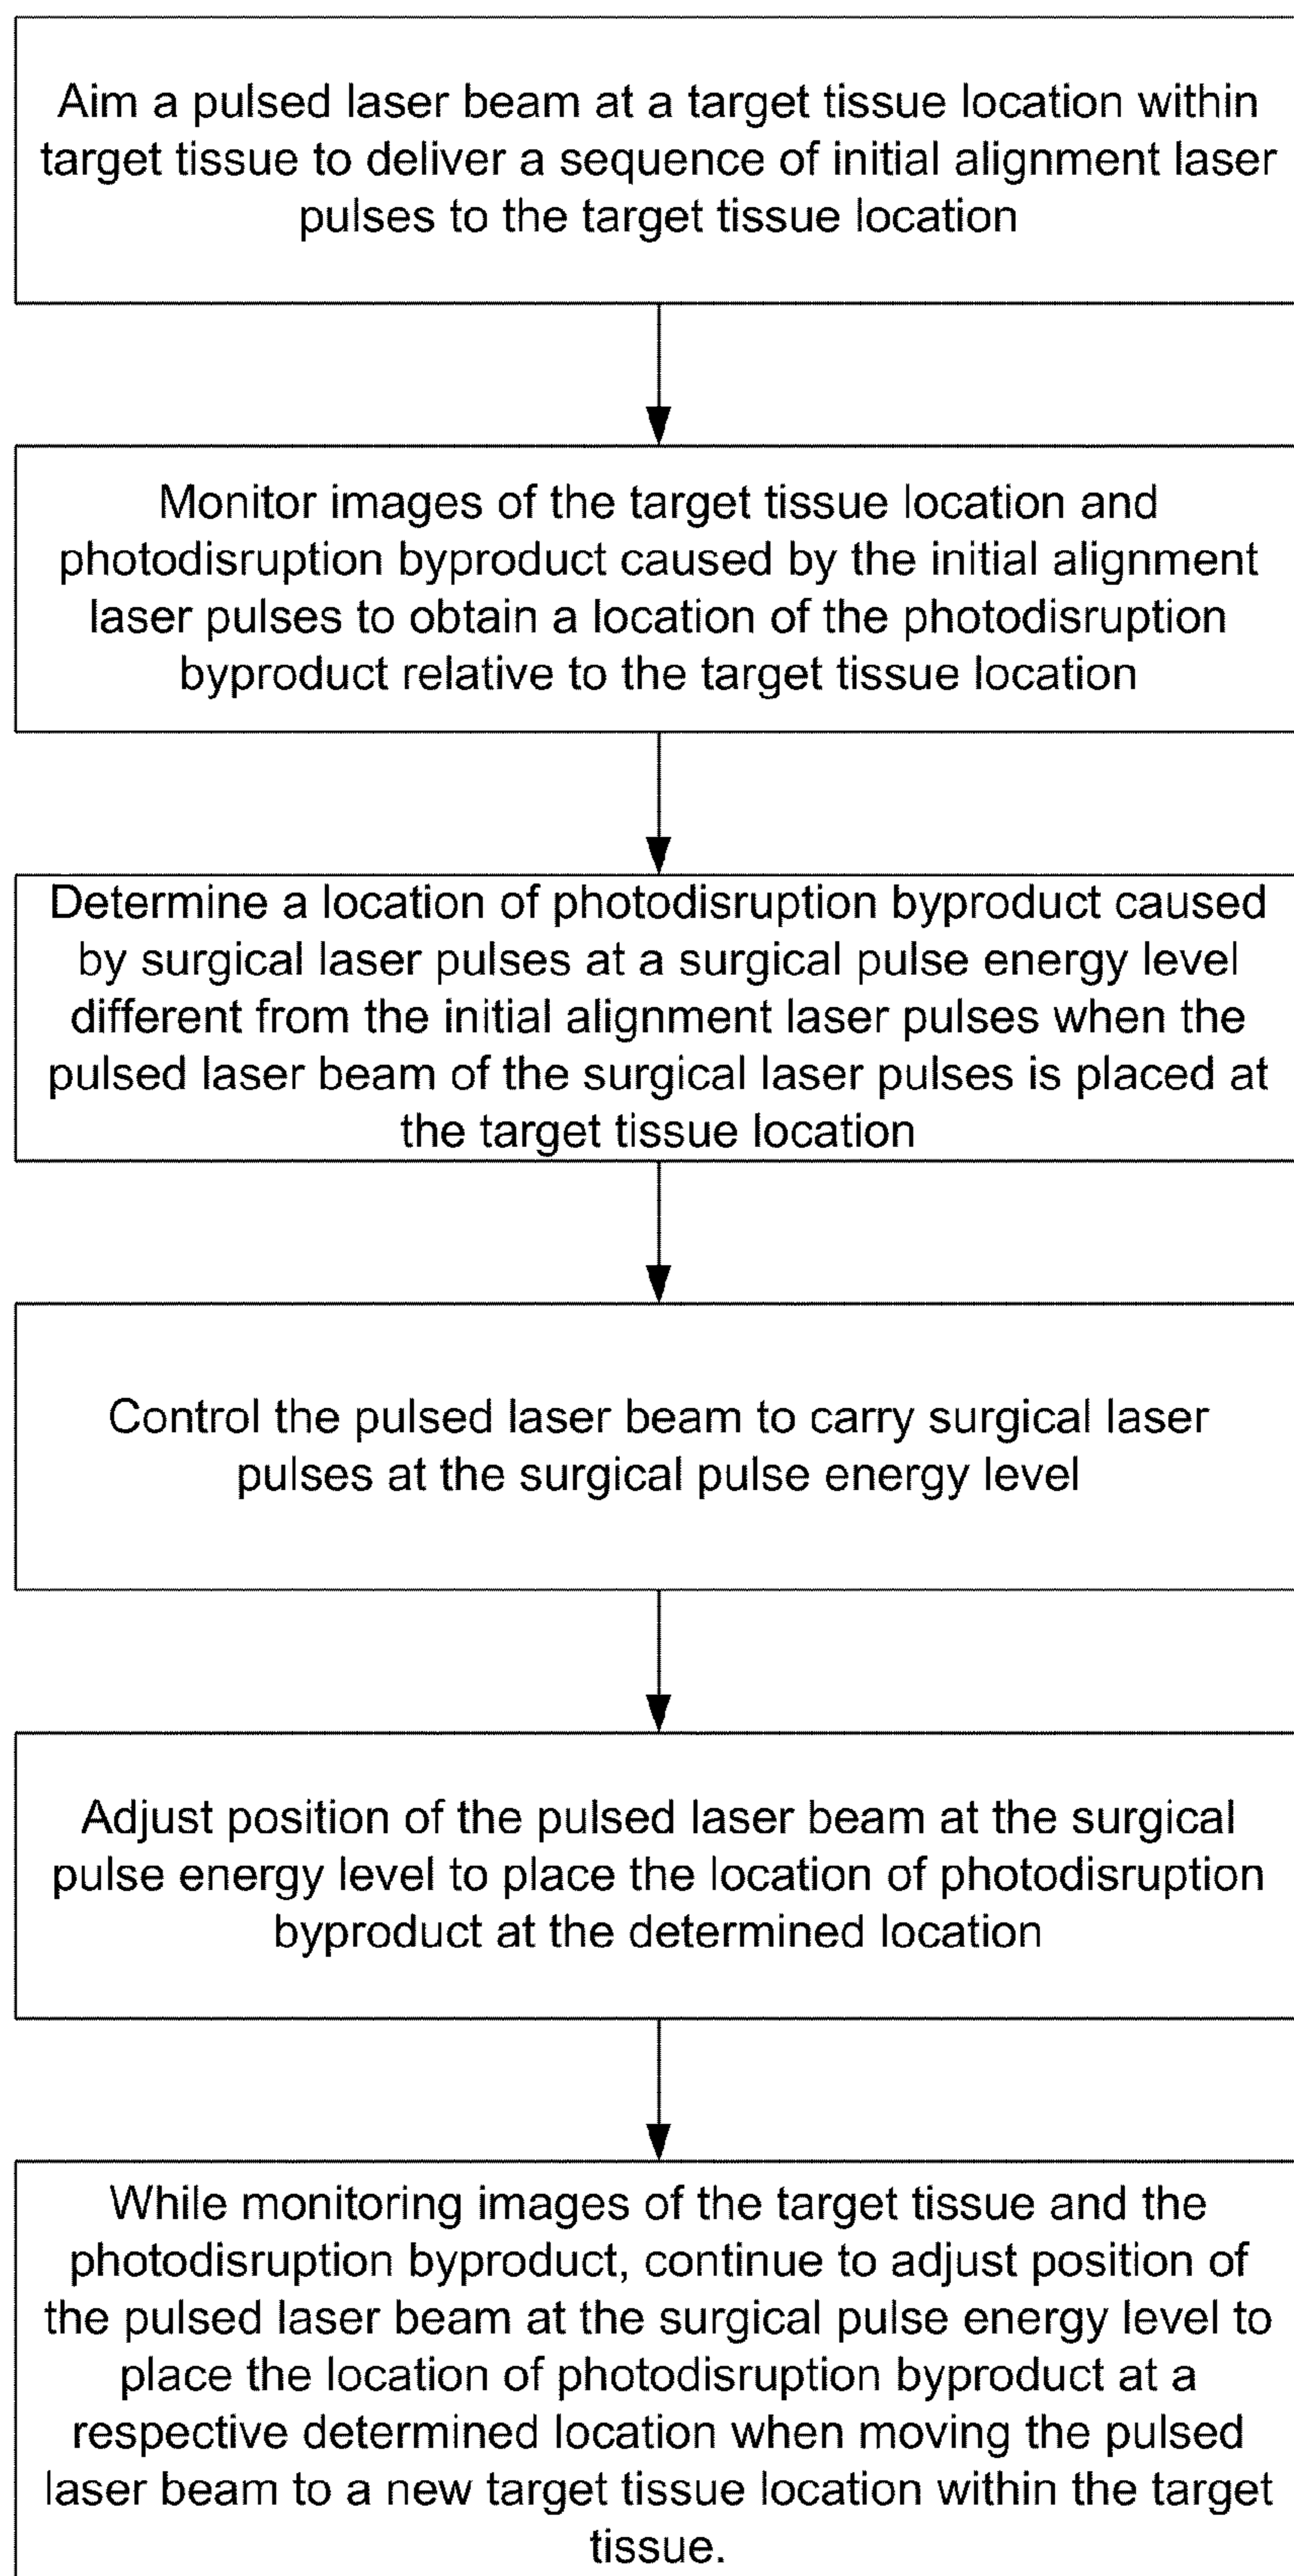 Aim a pulsed laser beam at a target tissue location within
target tissue to deliver a sequence of initial alignment laser
pulses to the target tissue location
Monitor images of the target tissue location and
photodisruption byproduct caused by the initial alignment
laser pulses to obtain a location of the photodisruption
byproduct relative to the target tissue location
Determine a location of photodisruption byproduct caused
by surgical laser pulses at a surgical pulse energy level
different from the initial alignment laser pulses when the
pulsed laser beam of the surgical laser pulses is placed at
the target tissue location
Control the pulsed laser beam to carry surgical laser
pulses at the surgical pulse energy level
Adjust position of the pulsed laser beam at the surgical
pulse energy level to place the location of photodisruption
byproduct at the determined location
While monitoring images of the target tissue and the
photodisruption byproduct, continue to adjust position of
the pulsed laser beam at the surgical pulse energy level to
place the location of photodisruption byproduct at a
respective determined location when moving the pulsed
laser beam to a new target tissue location within the target
tissue.